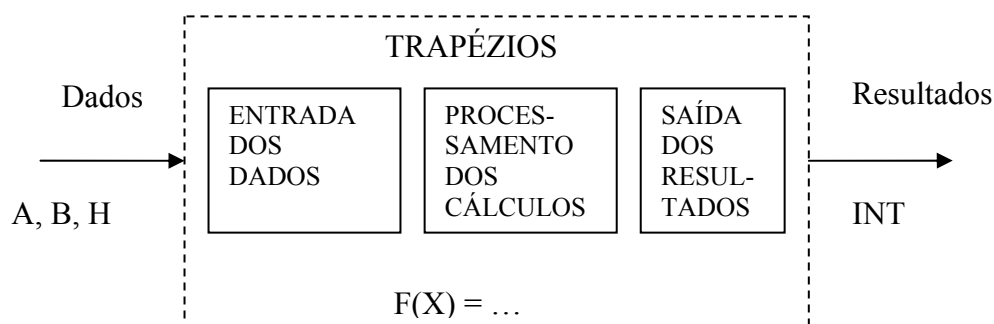 TRAPÉZIOS
Dados
A, B, H
ENTRADA
DOS
DADOS
PROCES-
SAMENTO
DOS
CÁLCULOS
SAÍDA
DOS
RESUL-
TADOS
Resultados
INT
F(X) = …